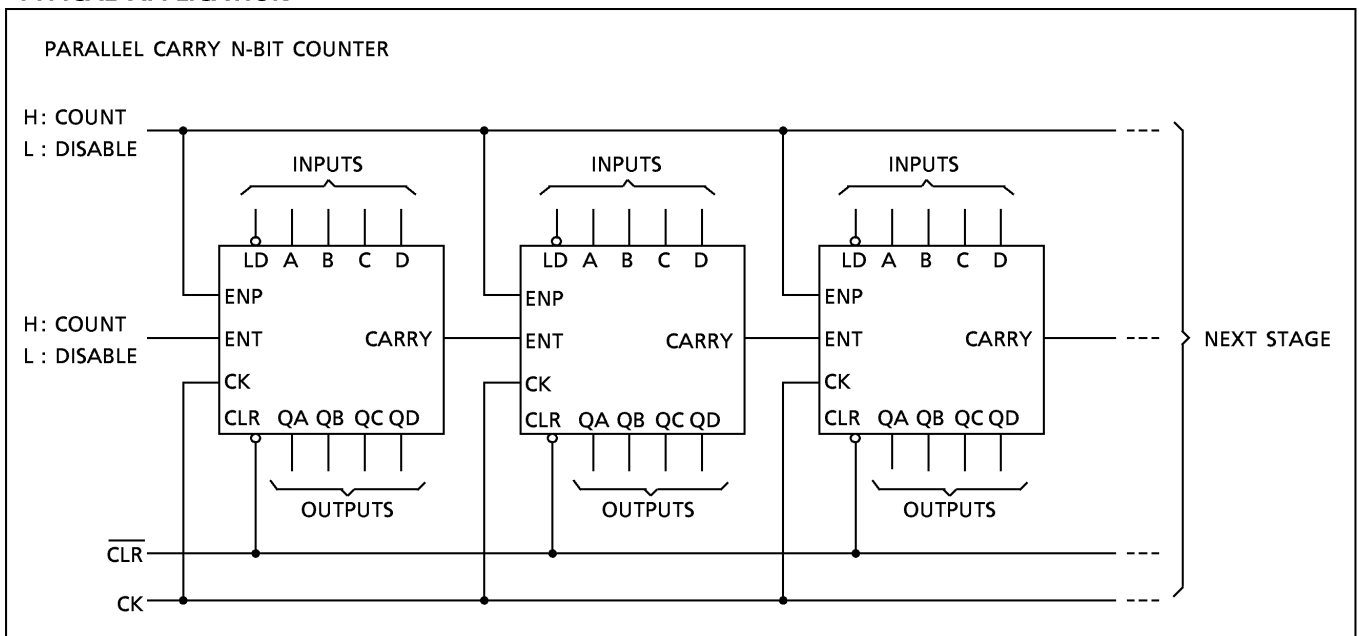 PARALLEL CARRY N-BIT COUNTER
H: COUNT
L : DISABLE
INPUTS
INPUTS
INPUTS
LD A B C D
LD A B C D
LD A B C D
ENP
ENP
ENP
H: COUNT
L : DISABLE
ENT CARRY
ENT CARRY
ENT CARRY
NEXT STAGE
CK
CK
CK
CLR QA QB QC QD
CLR QA QB QC QD
CLR QA QB QC QD
OUTPUTS
OUTPUTS
OUTPUTS
CLR
CK